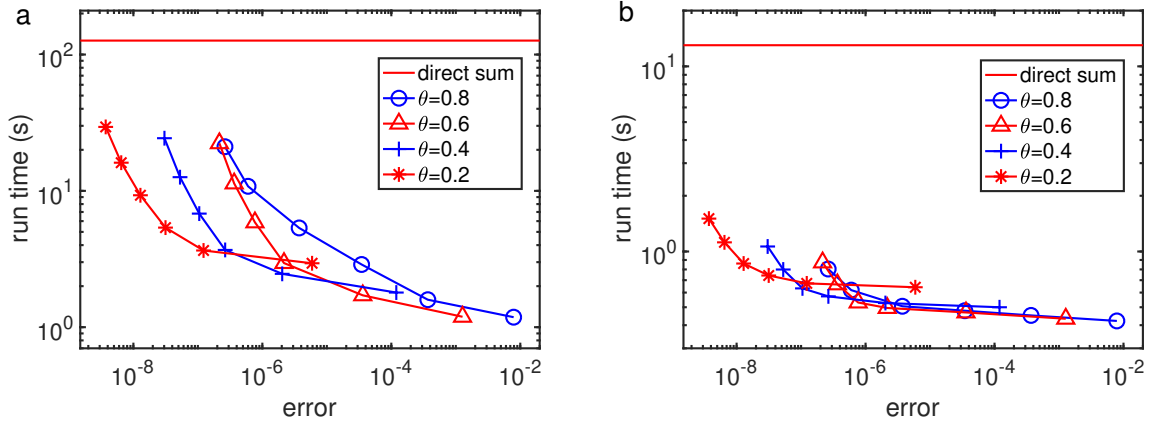 a
run time (s)
10^2
10^1
10^0
direct sum
θ=0.8
θ=0.6
θ=0.4
θ=0.2
10^-8
10^-6
10^-4
10^-2
error
b
run time (s)
10^1
10^0
direct sum
θ=0.8
θ=0.6
θ=0.4
θ=0.2
10^-8
10^-6
10^-4
10^-2
error